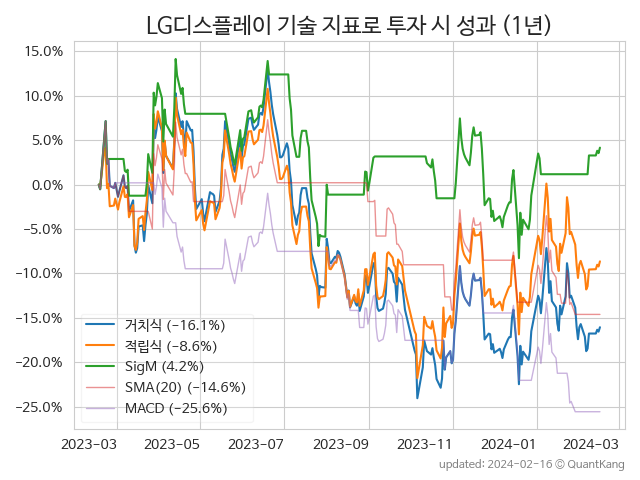 LG디스플레이 기술 지표로 투자 시 성과 (1년)
15.0%
10.0%
5.0%
0.0%
−5.0%
−10.0%
−15.0%
−20.0%
−25.0%
거치식 (−16.1%)
적립식 (−8.6%)
SigM (4.2%)
SMA(20) (−14.6%)
MACD (−25.6%)
2023-03 2023-05 2023-07 2023-09 2023-11 2024-01 2024-03
updated: 2024-02-16 © QuantKang